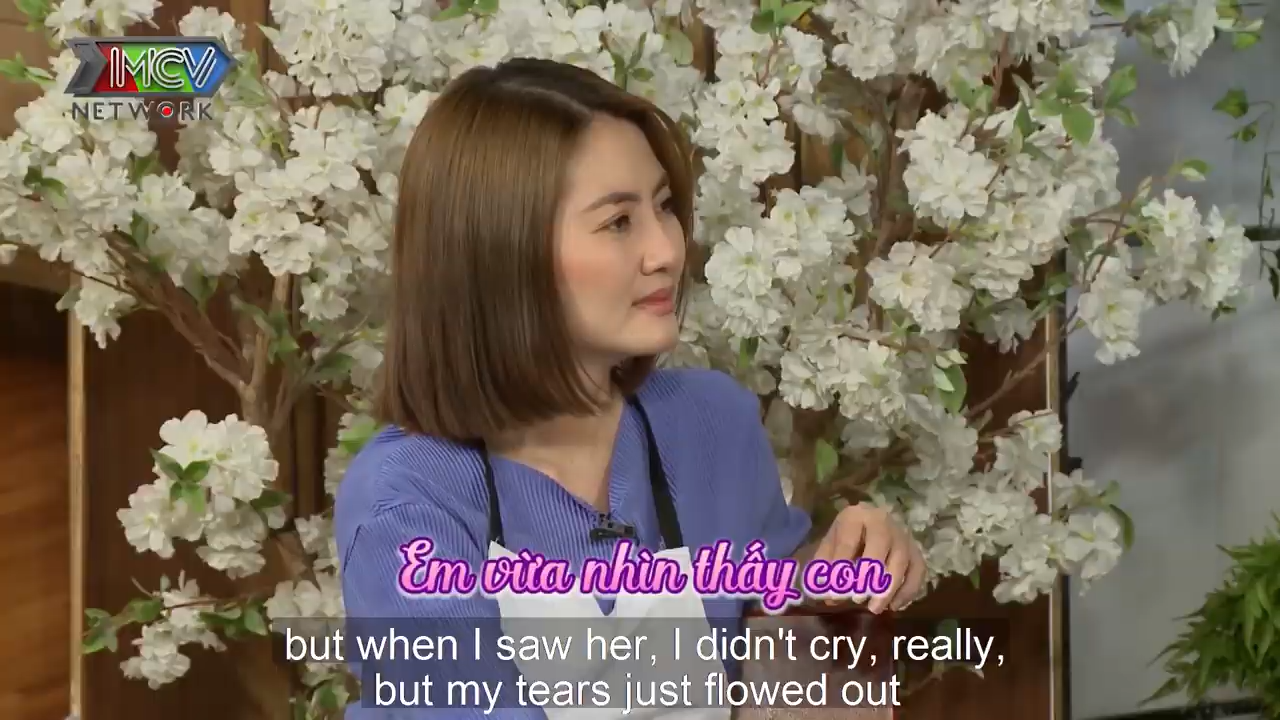 MCV
NETWORK
Em vừa nhìn thấy con
but when I saw her, I didn't cry, really,
but my tears just flowed out